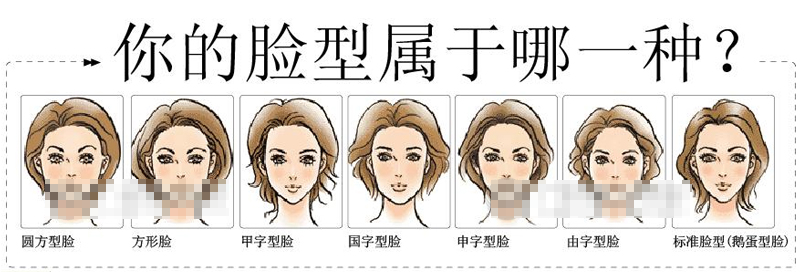 你的脸型属于哪一种？
圆方型脸
方形脸
甲字型脸
国字型脸
申字型脸
由字型脸
标准脸型(鹅蛋型脸)